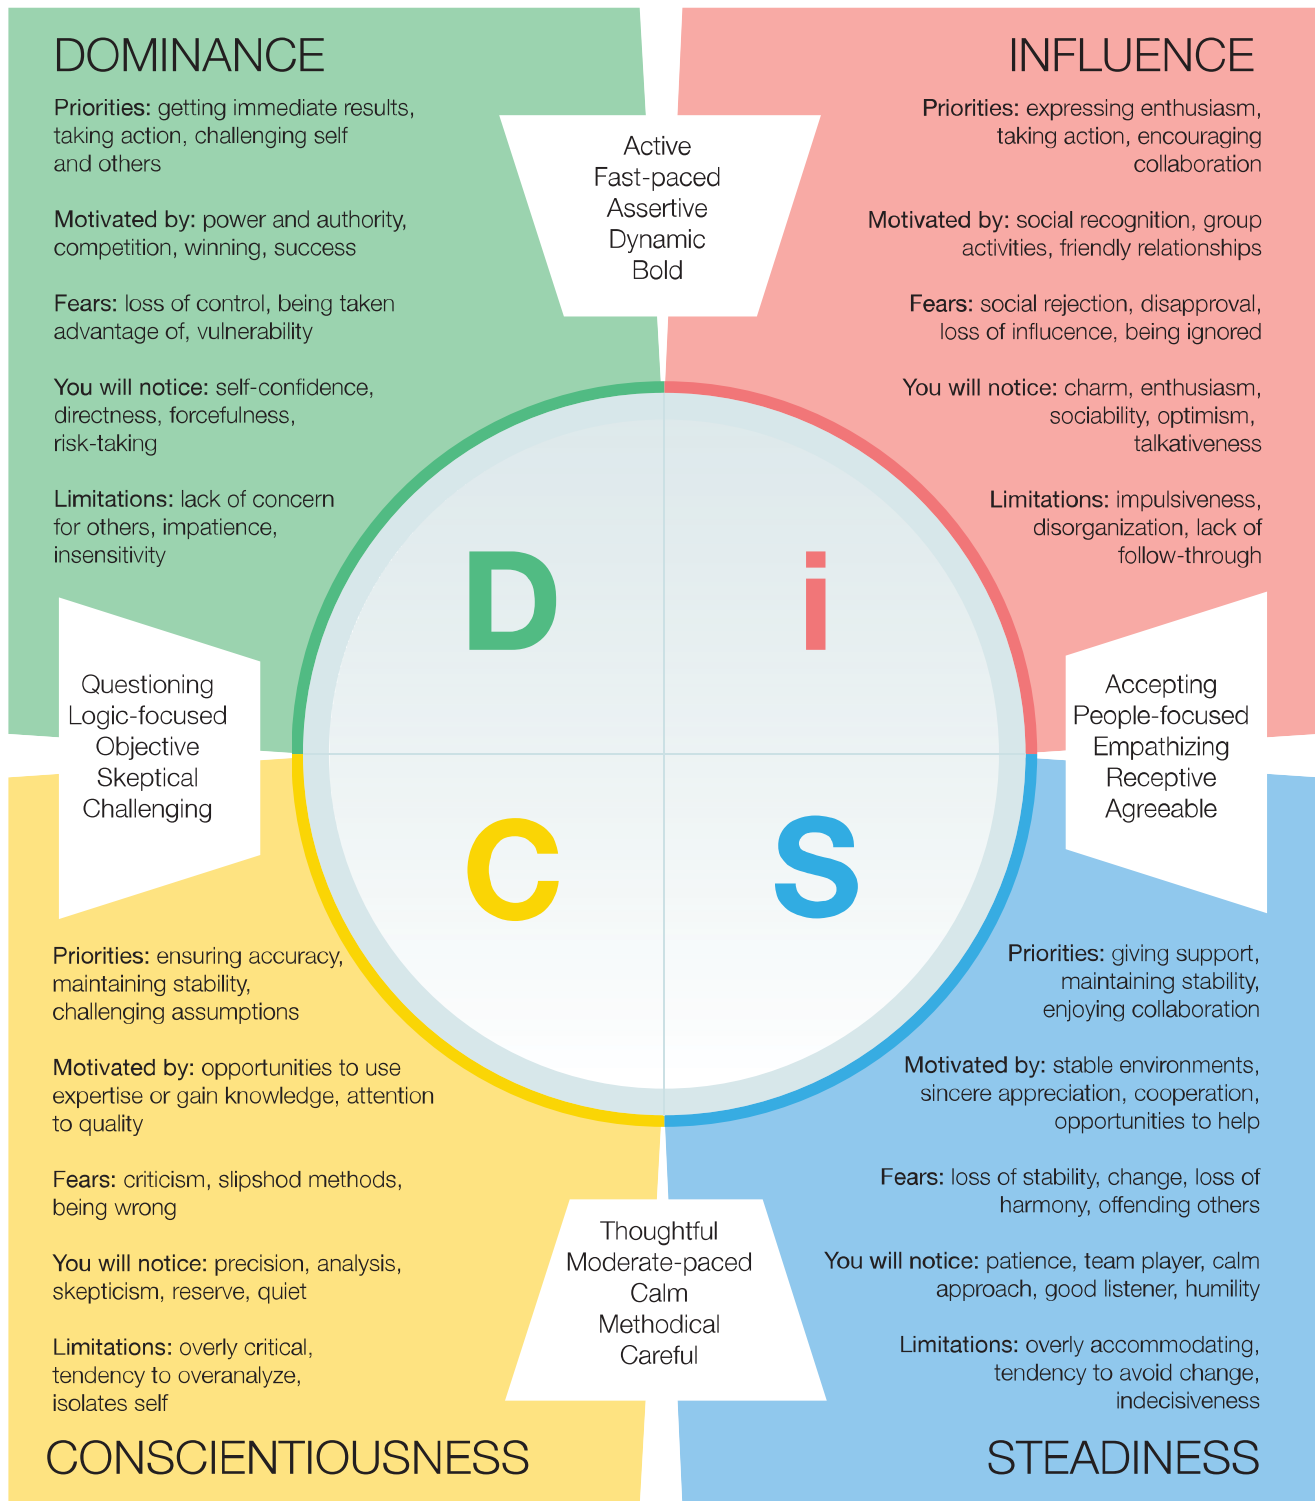 DOMINANCE
Priorities: getting immediate results,
taking action, challenging self
and others
Motivated by: power and authority,
competition, winning, success
Fears: loss of control, being taken
advantage of, vulnerability
You will notice: self-confidence,
directness, forcefulness,
risk-taking
Limitations: lack of concern
for others, impatience,
insensitivity
Active
Fast-paced
Assertive
Dynamic
Bold
INFLUENCE
Priorities: expressing enthusiasm,
taking action, encouraging
collaboration
Motivated by: social recognition, group
activities, friendly relationships
Fears: social rejection, disapproval,
loss of influcence, being ignored
You will notice: charm, enthusiasm,
sociability, optimism,
talkativeness
Limitations: impulsiveness,
disorganization, lack of
follow-through
D
i
Questioning
Logic-focused
Objective
Skeptical
Challenging
Accepting
People-focused
Empathizing
Receptive
Agreeable
C
S
Priorities: ensuring accuracy,
maintaining stability,
challenging assumptions
Motivated by: opportunities to use
expertise or gain knowledge, attention
to quality
Fears: criticism, slipshod methods,
being wrong
You will notice: precision, analysis,
skepticism, reserve, quiet
Limitations: overly critical,
tendency to overanalyze,
isolates self
CONSCIENTIOUSNESS
Thoughtful
Moderate-paced
Calm
Methodical
Careful
Priorities: giving support,
maintaining stability,
enjoying collaboration
Motivated by: stable environments,
sincere appreciation, cooperation,
opportunities to help
Fears: loss of stability, change, loss of
harmony, offending others
You will notice: patience, team player, calm
approach, good listener, humility
Limitations: overly accommodating,
tendency to avoid change,
indecisiveness
STEADINESS